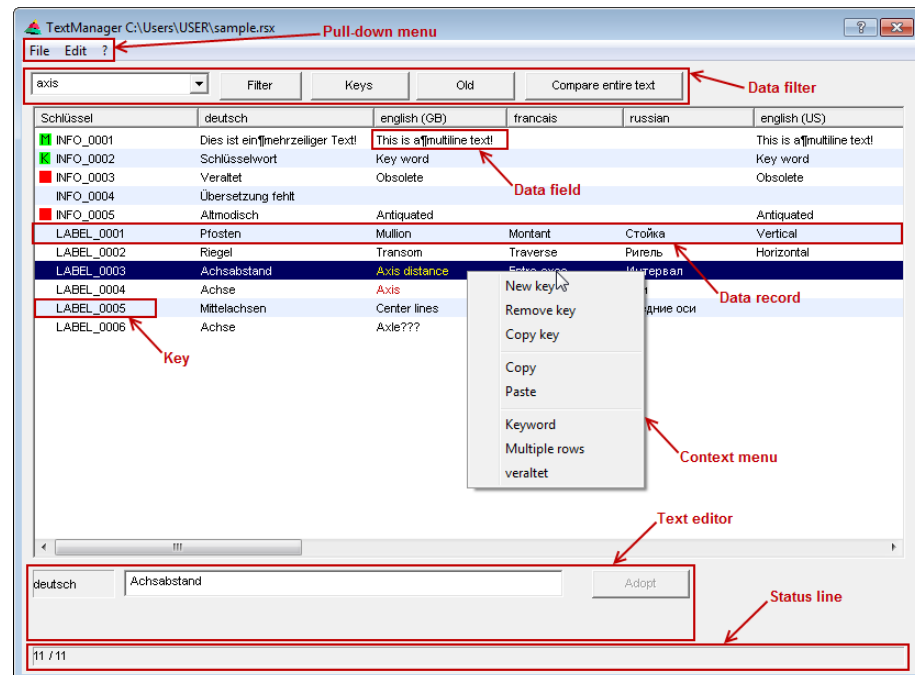 TextManager C:\Users\USER\sample.rsx
Pull-down menu
File Edit ?
axis Filter Keys Old Compare entire text
Data filter
Schlüssel deutsch english (GB) francais russian english (US)
M INFO_0001 Dies ist ein¶mehrzeiliger Text! This is a¶multiline text! This is a¶multiline text!
K INFO_0002 Schlüsselwort Key word Key word
INFO_0003 Veraltet Obsolete Obsolete
Data field
INFO_0004 Übersetzung fehlt
INFO_0005 Altmodisch Antiquated Antiquated
LABEL_0001 Pfosten Mullion Montant Стойка Vertical
LABEL_0002 Riegel Transom Traverse Ригель Horizontal
LABEL_0003 Achsabstand Axis distance
LABEL_0004 Achse Axis
Data record
LABEL_0005 Mittelachsen Center lines оси
LABEL_0006 Achse Axle???
Key
New key
Remove key
Copy key
Copy
Paste
Keyword
Multiple rows
veraltet
Context menu
Text editor
deutsch Achsabstand Adopt
Status line
11 / 11